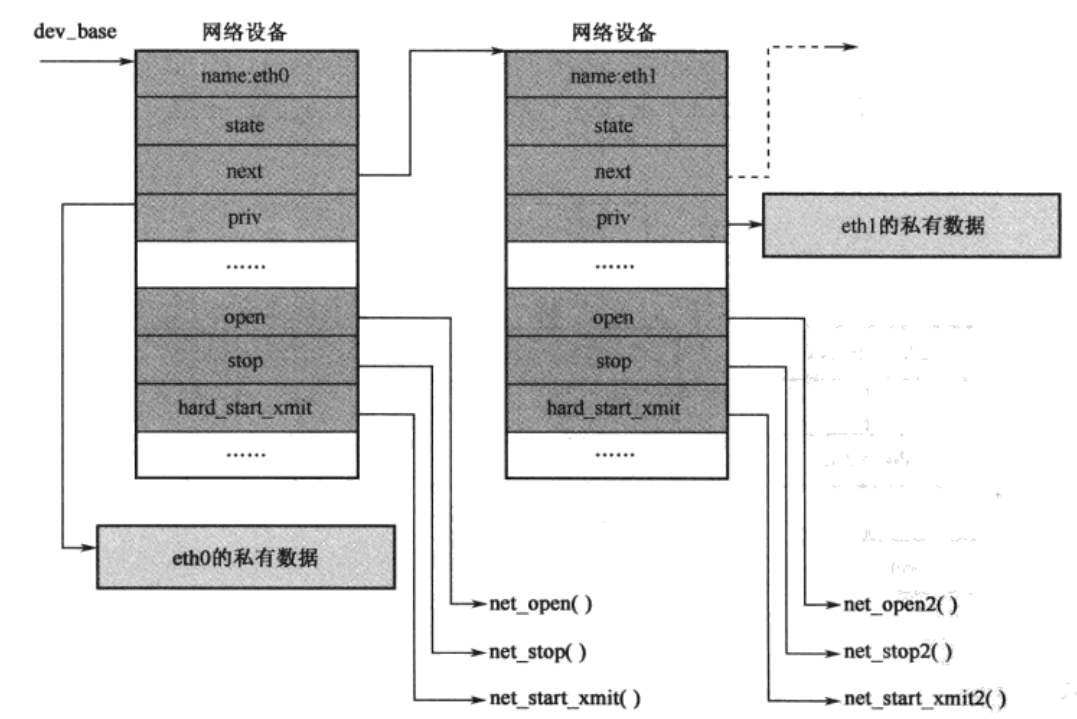 dev_base
网络设备
name:eth0
state
next
priv
……
open
stop
hard_start_xmit
……
eth0的私有数据
net_open( )
net_stop( )
net_start_xmit( )
网络设备
name:eth1
state
next
priv
……
open
stop
hard_start_xmit
……
eth1的私有数据
net_open2( )
net_stop2( )
net_start_xmit2( )